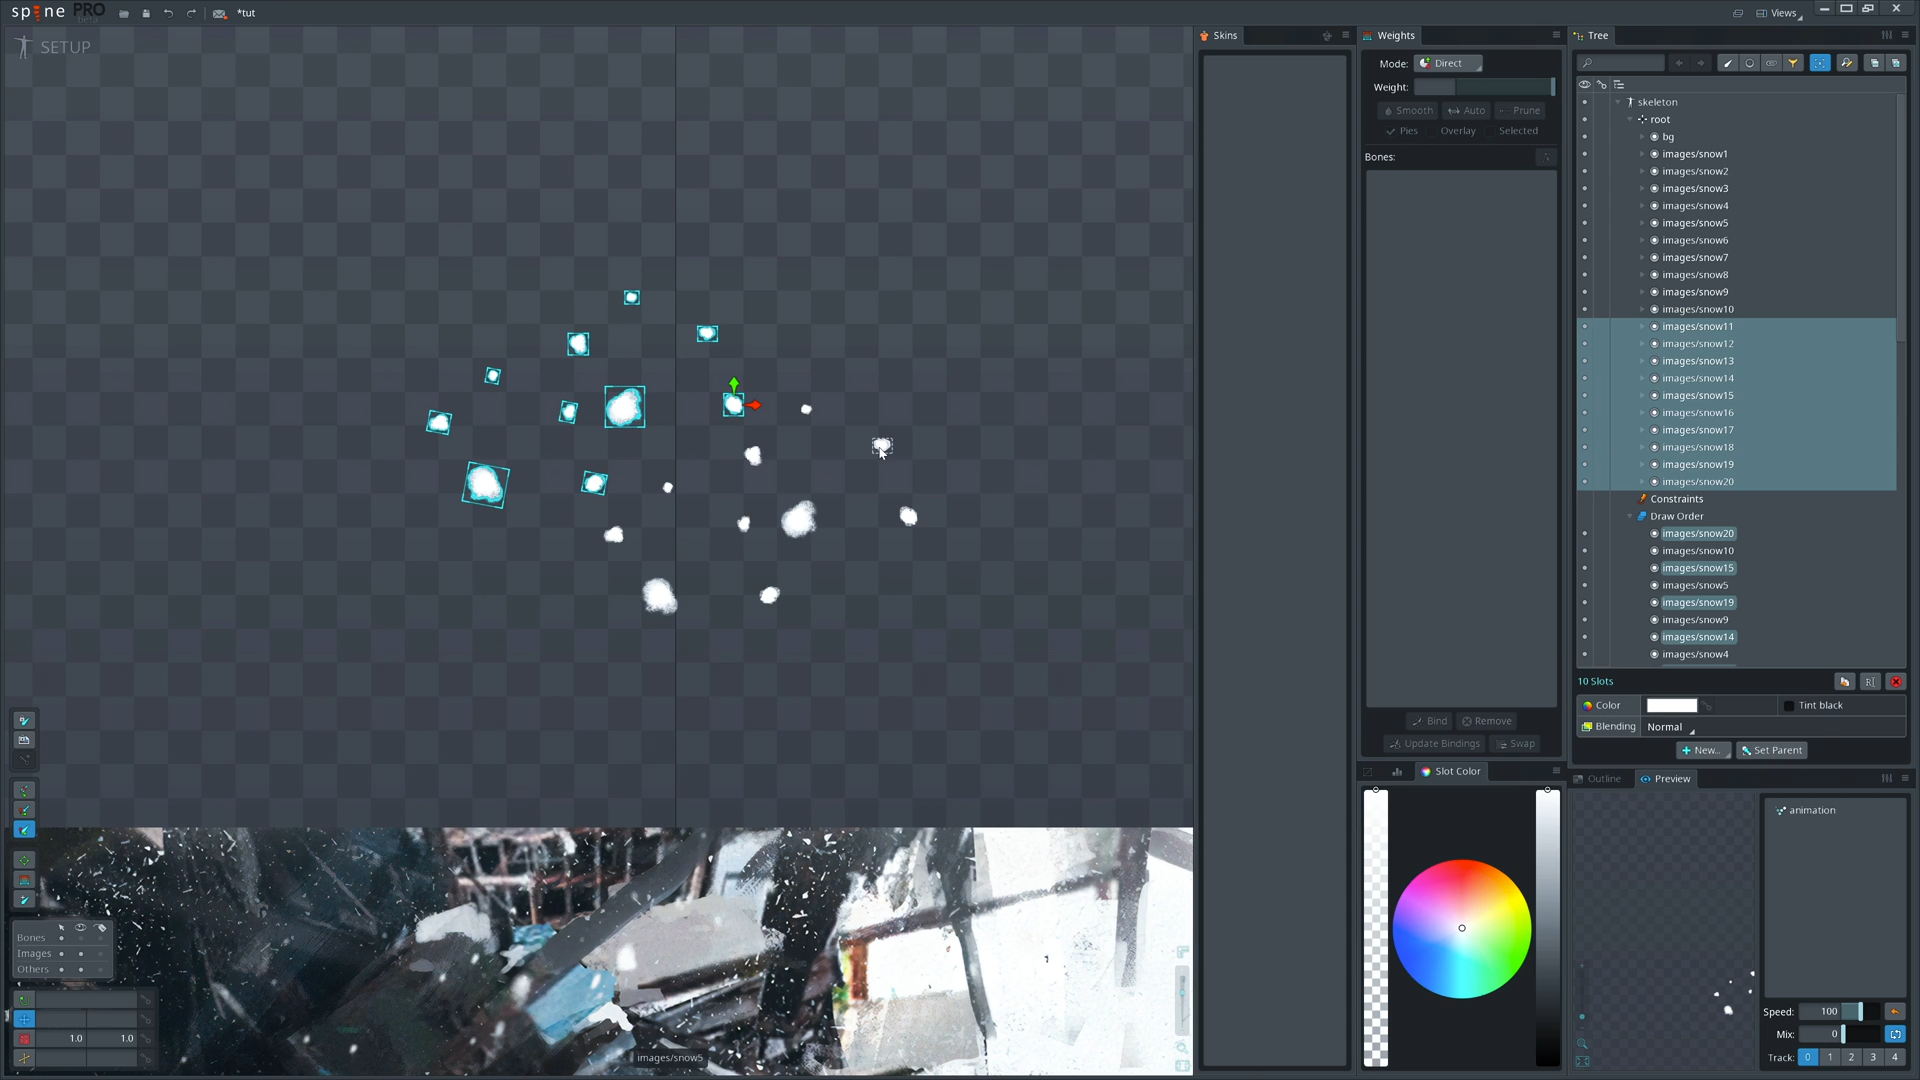 spine PRO
beta
*tut
Views
SETUP
Skins
Weights
Tree
Mode:
Direct
Weight:
Smooth
Auto
Prune
Pies
Overlay
Selected
Bones:
skeleton
root
bg
images/snow1
images/snow2
images/snow3
images/snow4
images/snow5
images/snow6
images/snow7
images/snow8
images/snow9
images/snow10
images/snow11
images/snow12
images/snow13
images/snow14
images/snow15
images/snow16
images/snow17
images/snow18
images/snow19
images/snow20
Constraints
Draw Order
images/snow20
images/snow10
images/snow15
images/snow5
images/snow19
images/snow9
images/snow14
images/snow4
10 Slots
Color
Tint black
Blending
Normal
New...
Set Parent
Bind
Remove
Update Bindings
Swap
Slot Color
Outline
Preview
animation
Speed:
100
Mix:
0
Track:
0
1
2
3
4
Bones
Images
Others
1.0
1.0
images/snow5